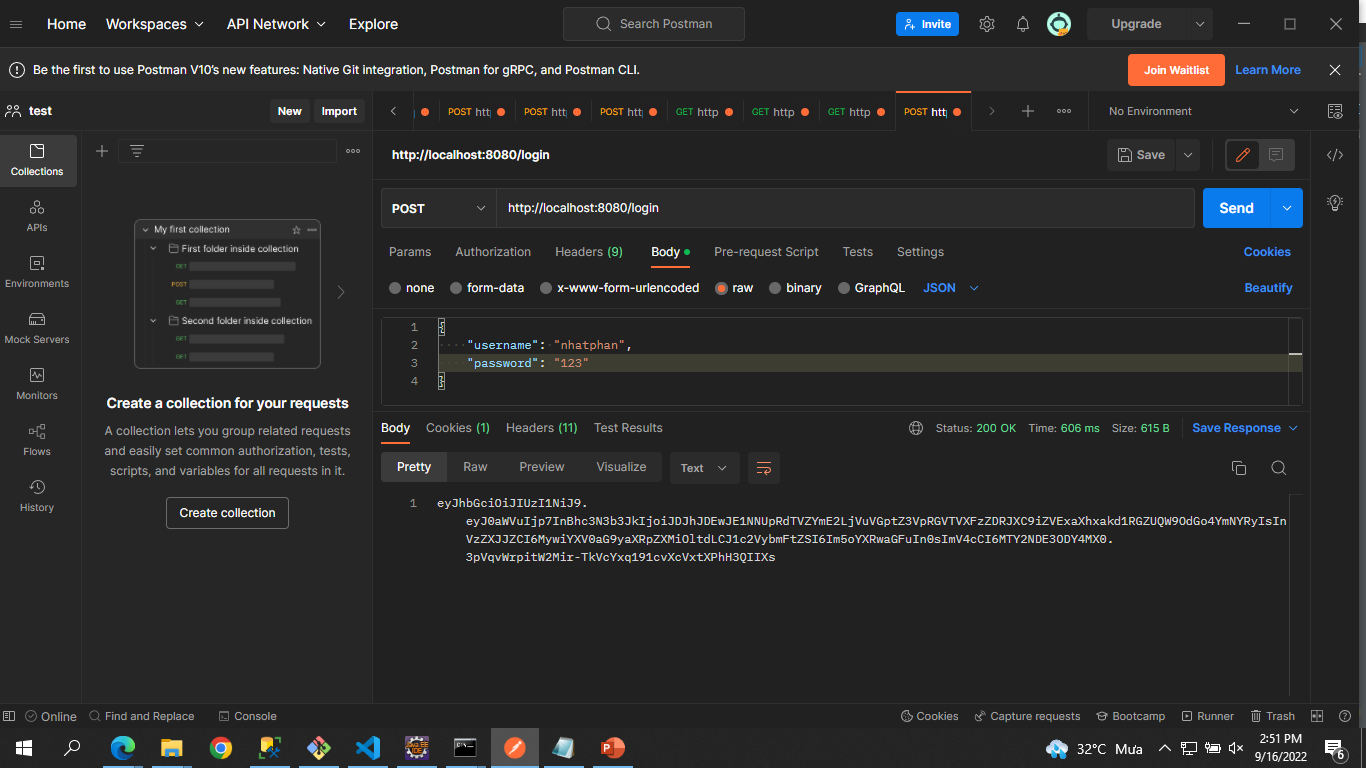 Home Workspaces API Network Explore
Search Postman
Invite
Upgrade
Be the first to use Postman V10's new features: Native Git integration, Postman for gRPC, and Postman CLI.
Join Waitlist Learn More
test
New Import
POST htt POST htt POST htt GET http GET http GET http POST htt
No Environment
http://localhost:8080/login
Save
POST http://localhost:8080/login
Send
Params Authorization Headers (9) Body Pre-request Script Tests Settings
Cookies
none form-data x-www-form-urlencoded raw binary GraphQL JSON
Beautify
1 {
2 "username": "nhatphan",
3 "password": "123"
4 }
Collections
APIs
Environments
Mock Servers
Monitors
Flows
History
My first collection
First folder inside collection
GET
POST
GET
Second folder inside collection
GET
GET
Create a collection for your requests
A collection lets you group related requests
and easily set common authorization, tests,
scripts, and variables for all requests in it.
Create collection
Body Cookies (1) Headers (11) Test Results
Status: 200 OK Time: 606 ms Size: 615 B
Save Response
Pretty Raw Preview Visualize Text
1 eyJhbGciOiJIUzI1NiJ9.
eyJ0aWVuIjp7InBhc3N3b3JkIjoiJDJhJDEwJE1NNUpRdTVZYmE2LjVuVGptZ3VpRGVTVXFzZDRJXC9iZVExaXhxakd1RGZUQW9OdGo4YmNYRyIsIn
VzZXJJZCI6MywiYXV0aG9yaXRpZXMiOltdLCJ1c2VybmFtZSI6Im5oYXRwaGFuIn0sImV4cCI6MTY2NDE3ODY4MX0.
3pVqvWrpitW2Mir-TkVcYxq191cvXcVxtXPhH3QIIXs
Online Find and Replace Console
Cookies Capture requests Bootcamp Runner Trash
32°C Mưa
2:51 PM
9/16/2022
6